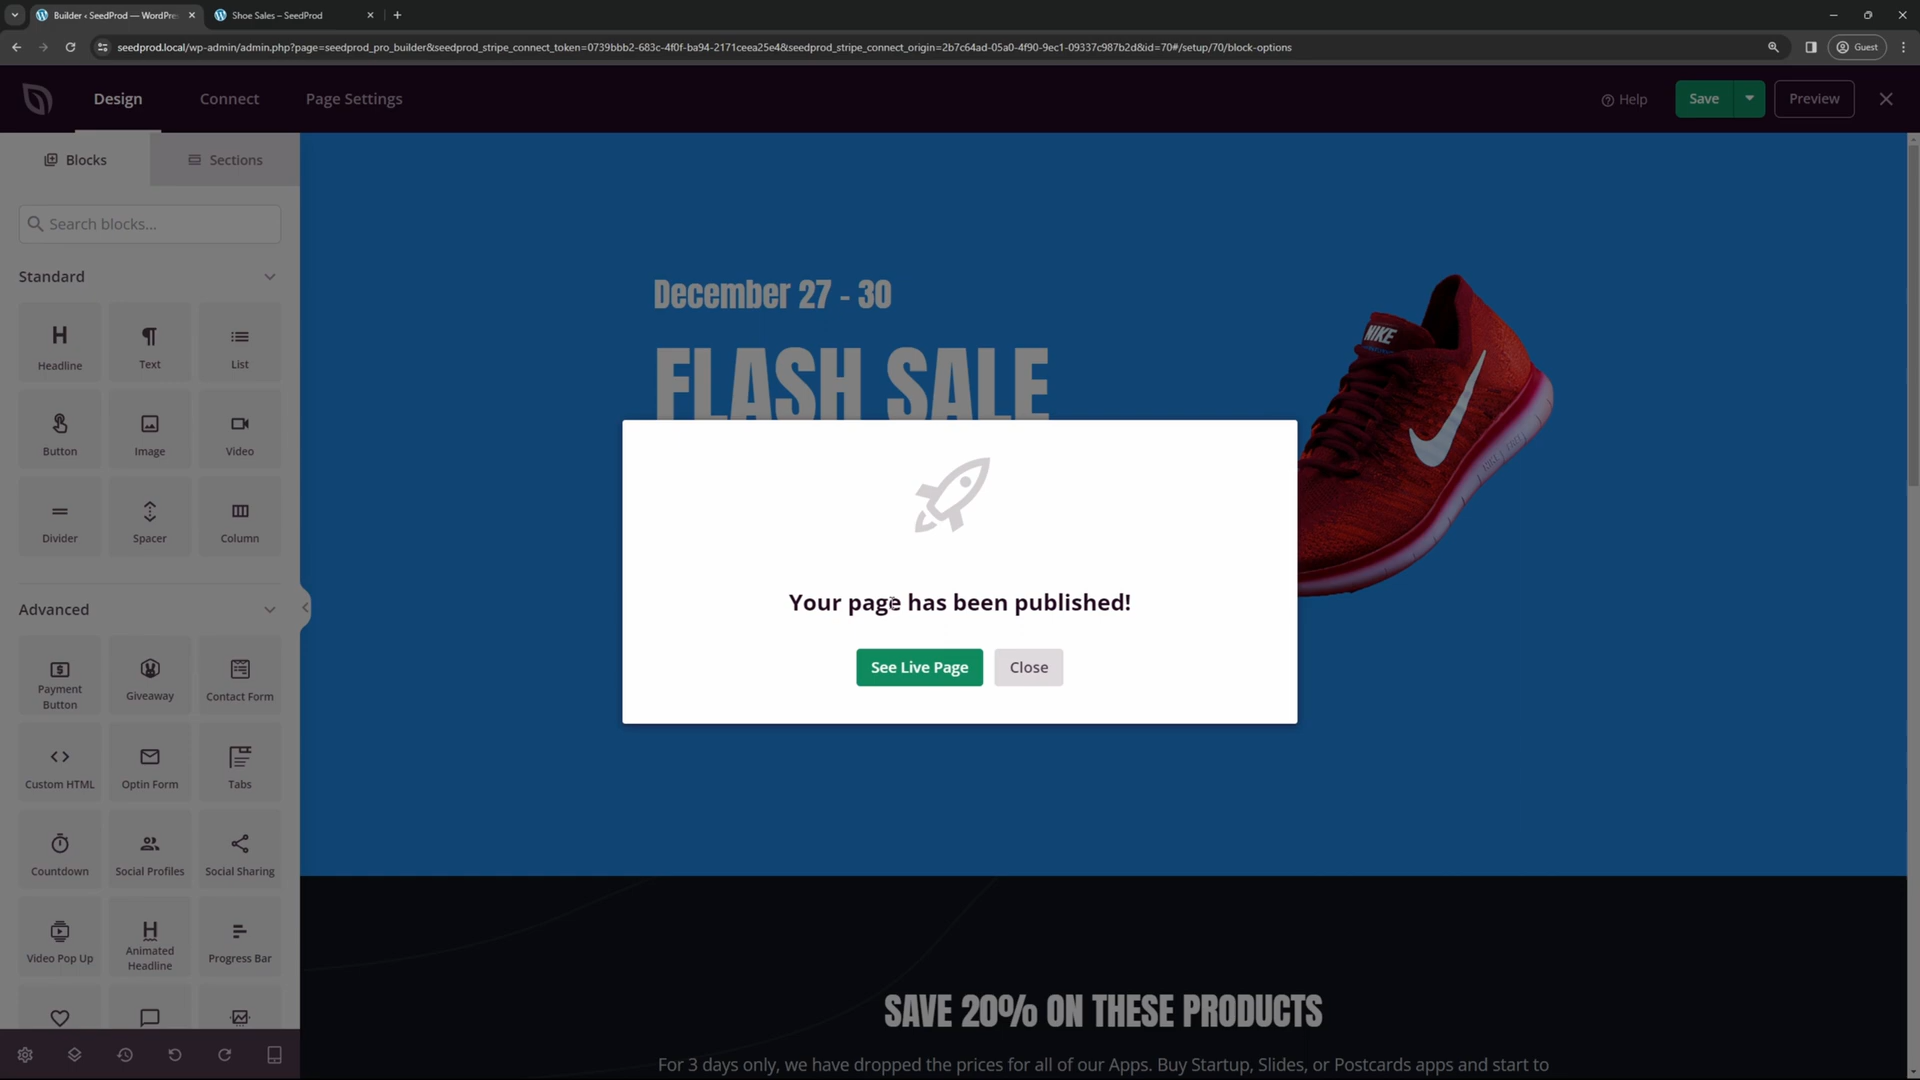 Builder ‹ SeedProd — WordPre
Shoe Sales – SeedProd
seedprod.local/wp-admin/admin.php?page=seedprod_pro_builder&seedprod_stripe_connect_token=0739bbb2-683c-4f0f-ba94-2171ceea25e4&seedprod_stripe_connect_origin=2b7c64ad-05a0-4f90-9ec1-09337c987b2d&id=70#/setup/70/block-options
Guest
Design
Connect
Page Settings
Help
Save
Preview
Blocks
Sections
Search blocks...
Standard
Headline
Text
List
Button
Image
Video
Divider
Spacer
Column
Advanced
Payment
Button
Giveaway
Contact Form
Custom HTML
Optin Form
Tabs
Countdown
Social Profiles
Social Sharing
Video Pop Up
Animated
Headline
Progress Bar
December 27 - 30
FLASH SALE
NIKE
Your page has been published!
See Live Page
Close
SAVE 20% ON THESE PRODUCTS
For 3 days only, we have dropped the prices for all of our Apps. Buy Startup, Slides, or Postcards apps and start to